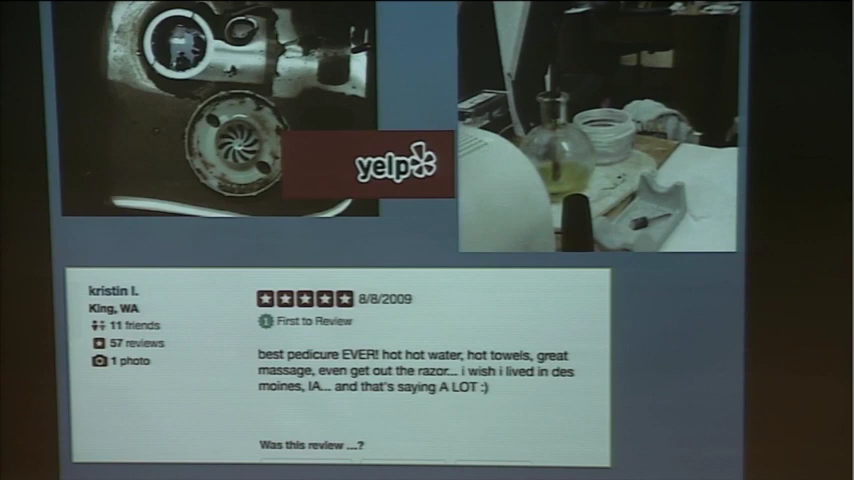 yelp
kristin l.
King, WA
11 friends
57 reviews
1 photo
8/8/2009
1 First to Review
best pedicure EVER! hot hot water, hot towels, great
massage, even get out the razor... i wish i lived in des
moines, IA... and that's saying A LOT :)
Was this review ...?